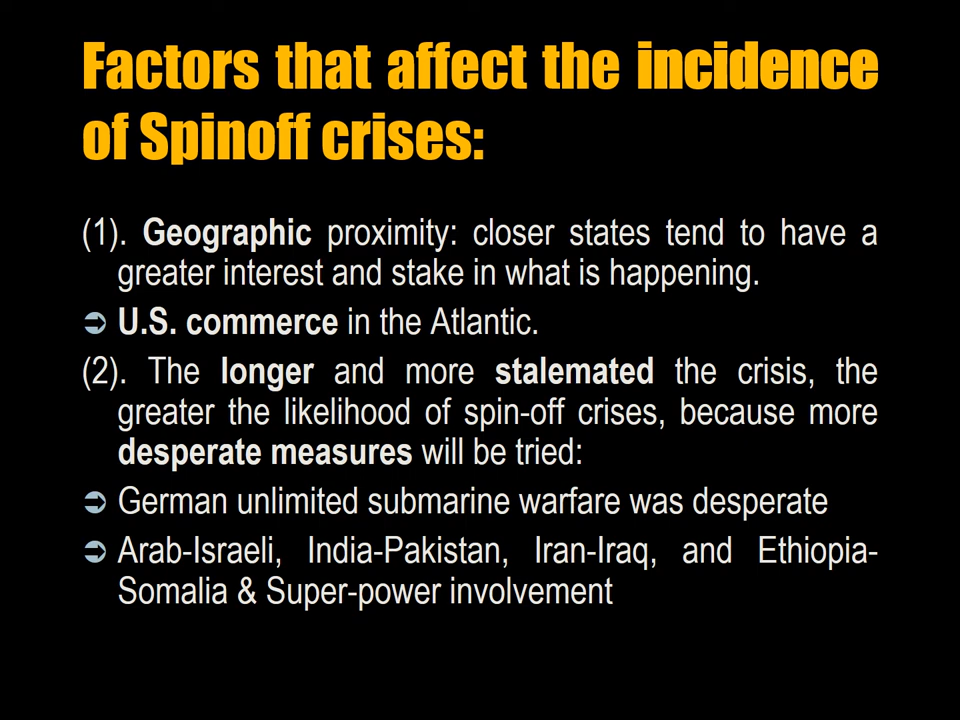 Factors that affect the incidence
of Spinoff crises:
(1). Geographic proximity: closer states tend to have a
greater interest and stake in what is happening.
➲ U.S. commerce in the Atlantic.
(2). The longer and more stalemated the crisis, the
greater the likelihood of spin-off crises, because more
desperate measures will be tried:
➲ German unlimited submarine warfare was desperate
➲ Arab-Israeli, India-Pakistan, Iran-Iraq, and Ethiopia-
Somalia & Super-power involvement